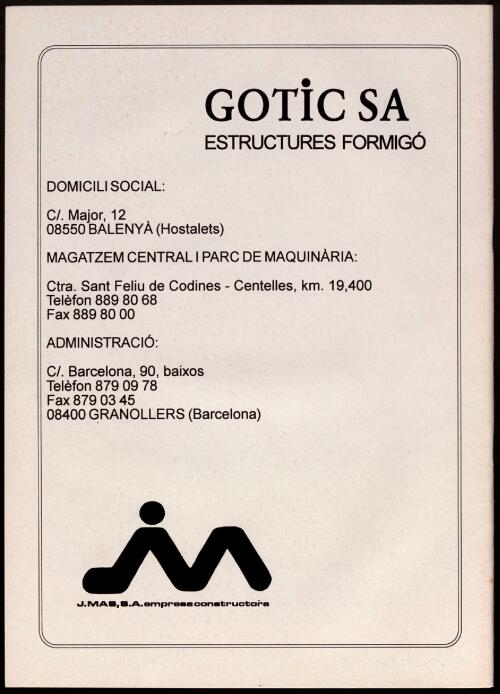 GOTİC SA
ESTRUCTURES FORMIGÓ
DOMICILI SOCIAL:
C/. Major, 12
08550 BALENYÀ (Hostalets)
MAGATZEM CENTRAL I PARC DE MAQUINÀRIA:
Ctra. Sant Feliu de Codines - Centelles, km. 19,400
Telèfon 889 80 68
Fax 889 80 00
ADMINISTRACIÓ:
C/. Barcelona, 90, baixos
Telèfon 879 09 78
Fax 879 03 45
08400 GRANOLLERS (Barcelona)
JM
J.MAS, S.A. empresa constructora